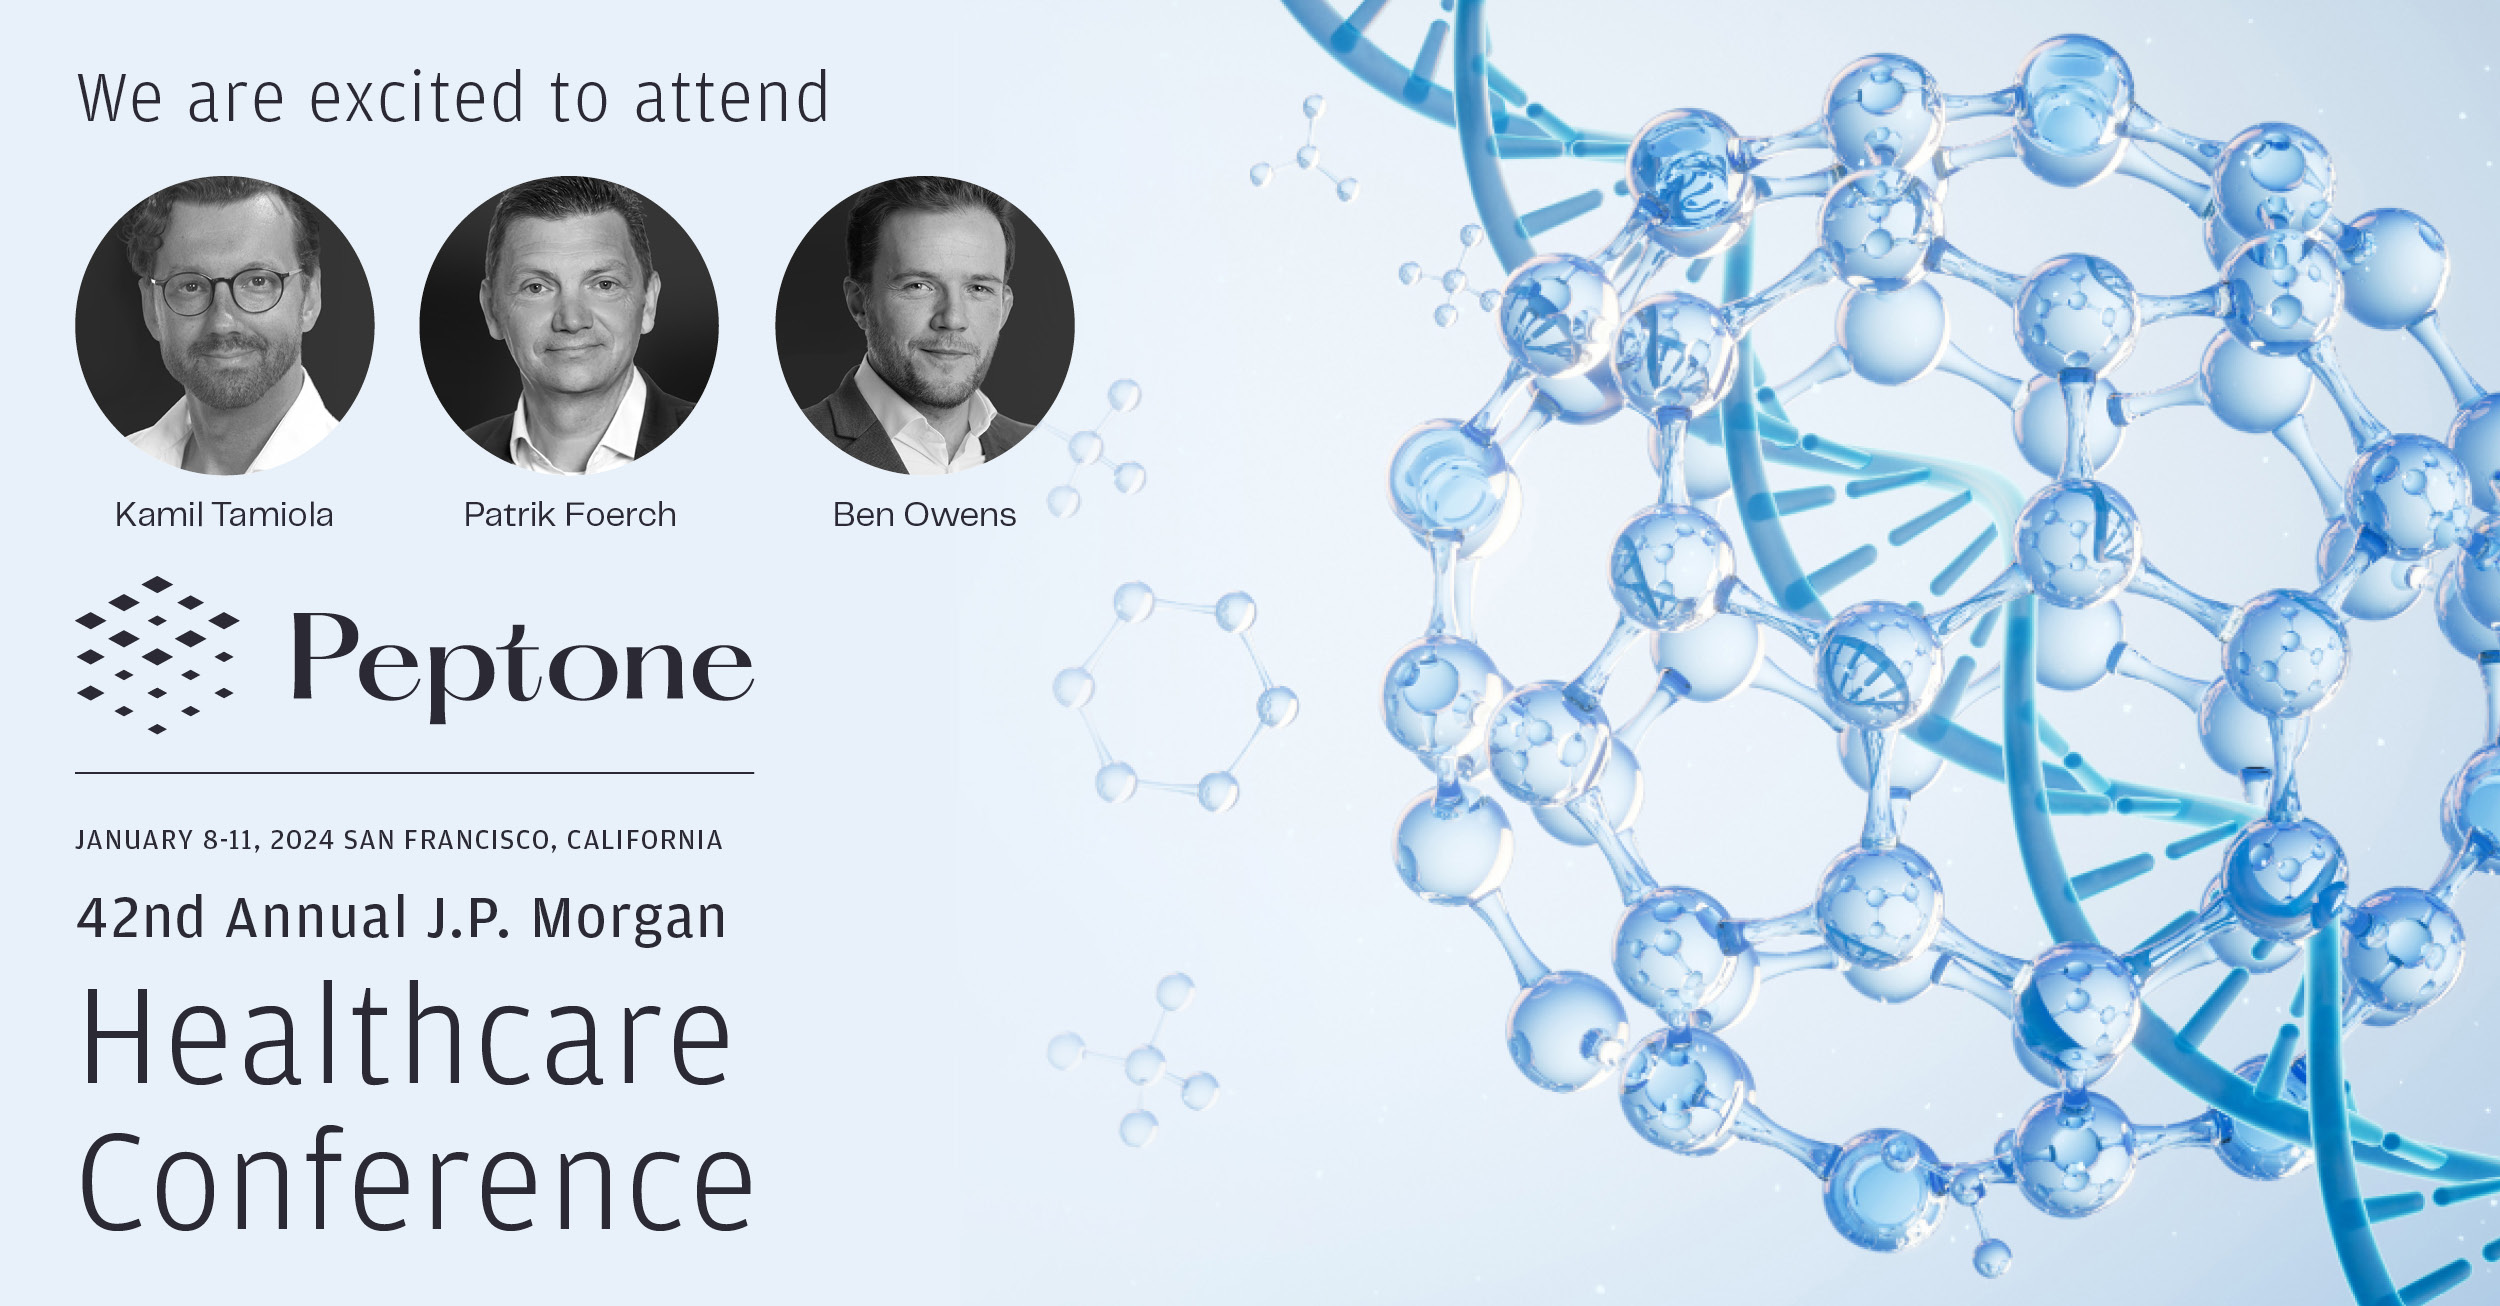 We are excited to attend
Kamil Tamiola
Patrik Foerch
Ben Owens
Peptone
JANUARY 8-11, 2024 SAN FRANCISCO, CALIFORNIA
42nd Annual J.P. Morgan
Healthcare
Conference